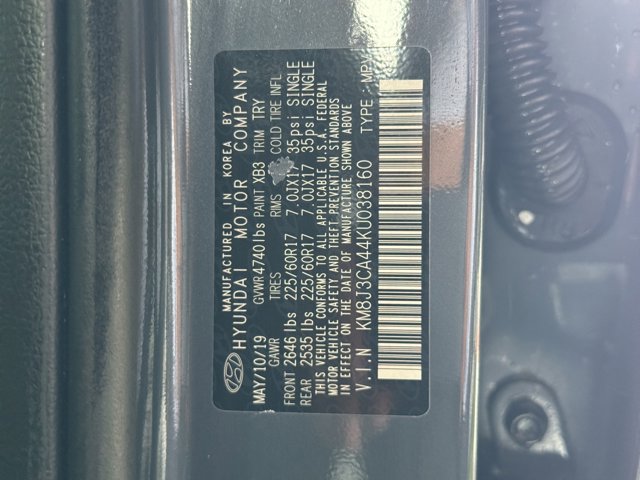 MANUFACTURED IN KOREA BY
HYUNDAI MOTOR COMPANY
MAY/10/19 GVWR 4740lbs PAINT XB3 TRIM TRY
GAWR TIRES RIMS COLD TIRE INFL.
FRONT 2646 lbs 225/60R17 7.0JX17 35psi SINGLE
REAR 2535 lbs 225/60R17 7.0JX17 35psi SINGLE
THIS VEHICLE CONFORMS TO ALL APPLICABLE U.S.A. FEDERAL
MOTOR VEHICLE SAFETY AND THEFT PREVENTION STANDARDS
IN EFFECT ON THE DATE OF MANUFACTURE SHOWN ABOVE
V.I.N KM8J3CA44KU038160 TYPE MPV